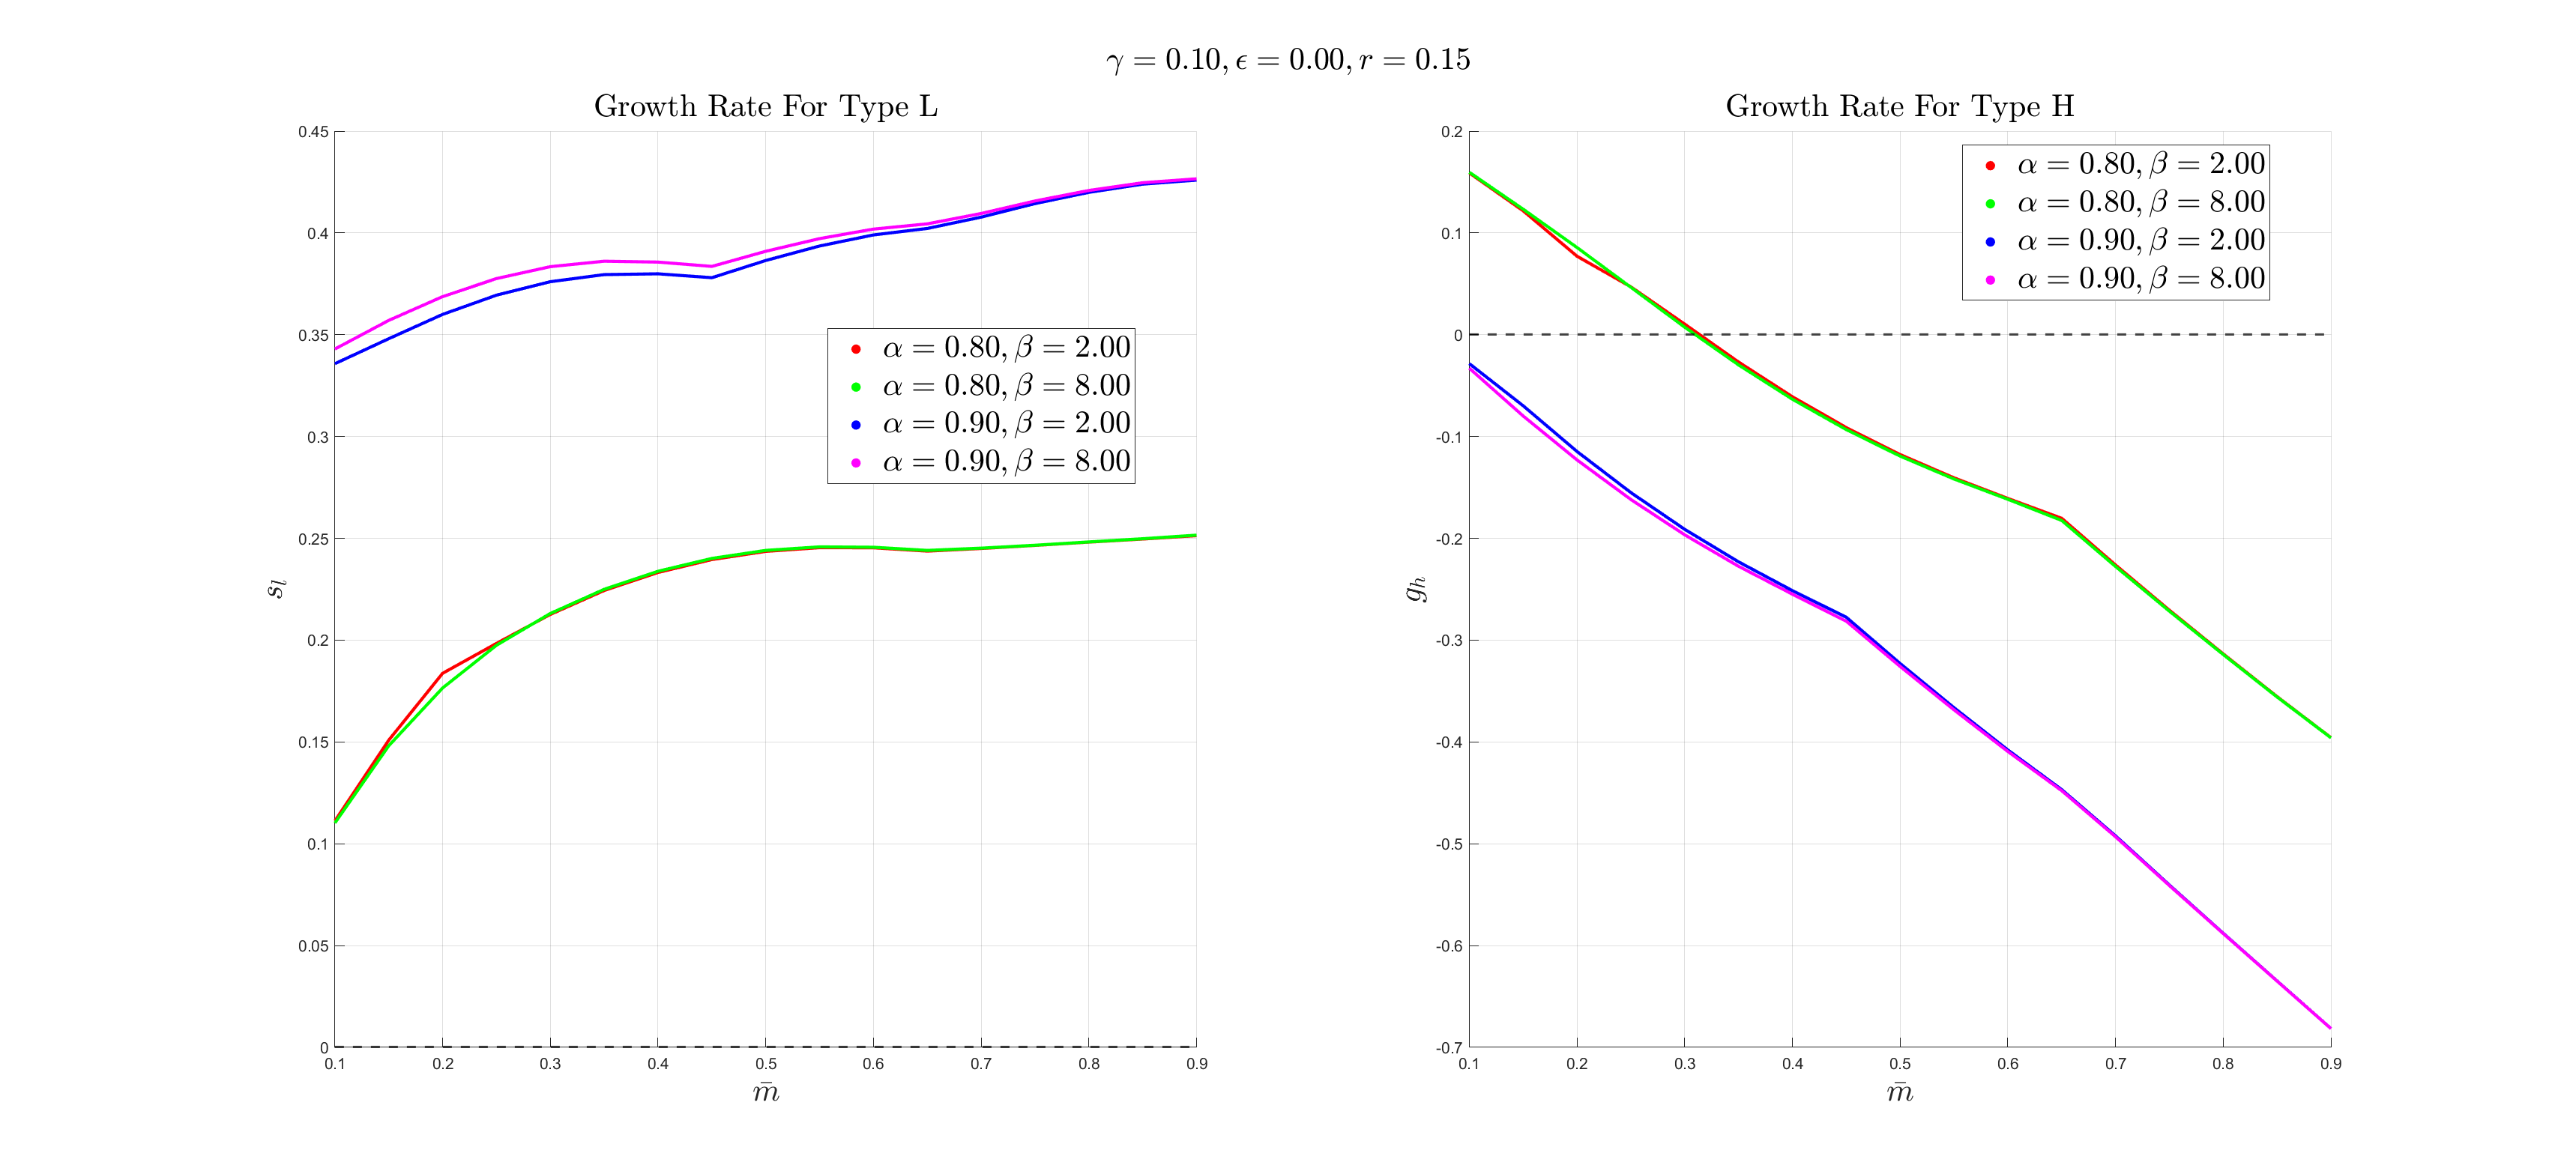 γ = 0.10, ϵ = 0.00, r = 0.15
Growth Rate For Type L
0.45
0.4
0.35
0.3
0.25
0.2
0.15
0.1
0.05
0
s_l
α = 0.80, β = 2.00
α = 0.80, β = 8.00
α = 0.90, β = 2.00
α = 0.90, β = 8.00
0.1 0.2 0.3 0.4 0.5 0.6 0.7 0.8 0.9
m̄
Growth Rate For Type H
0.2
0.1
0
-0.1
-0.2
-0.3
-0.4
-0.5
-0.6
-0.7
g_h
α = 0.80, β = 2.00
α = 0.80, β = 8.00
α = 0.90, β = 2.00
α = 0.90, β = 8.00
0.1 0.2 0.3 0.4 0.5 0.6 0.7 0.8 0.9
m̄